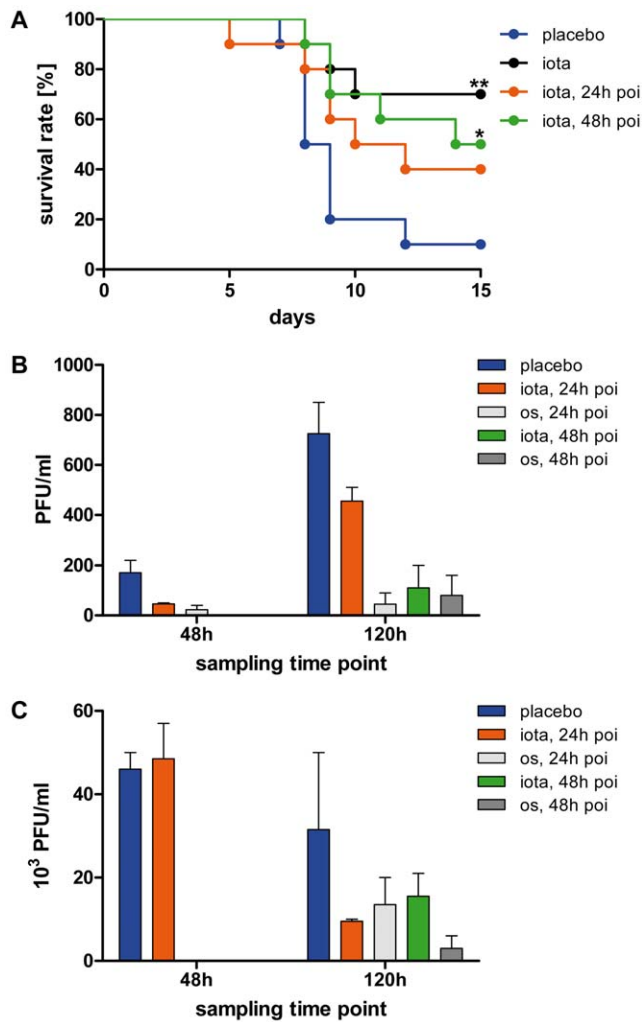 A
survival rate [%]
100
80
60
40
20
0
0 5 10 15
days
**
*
placebo
iota
iota, 24h poi
iota, 48h poi
B
PFU/ml
1000
800
600
400
200
0
48h 120h
sampling time point
placebo
iota, 24h poi
os, 24h poi
iota, 48h poi
os, 48h poi
C
10³ PFU/ml
60
40
20
0
48h 120h
sampling time point
placebo
iota, 24h poi
os, 24h poi
iota, 48h poi
os, 48h poi